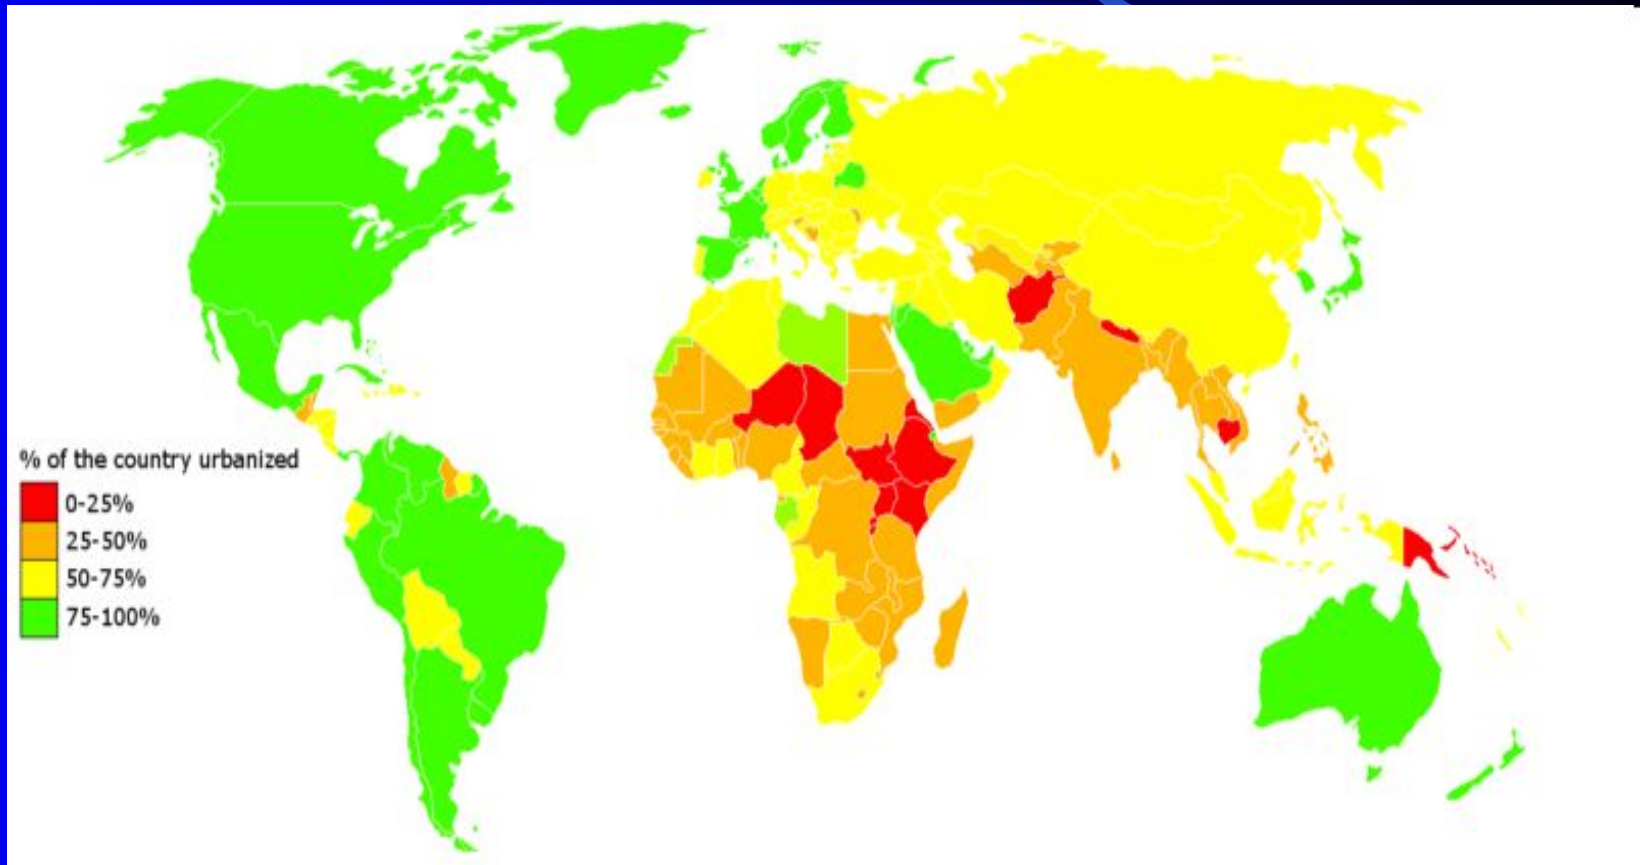 % of the country urbanized
0-25%
25-50%
50-75%
75-100%